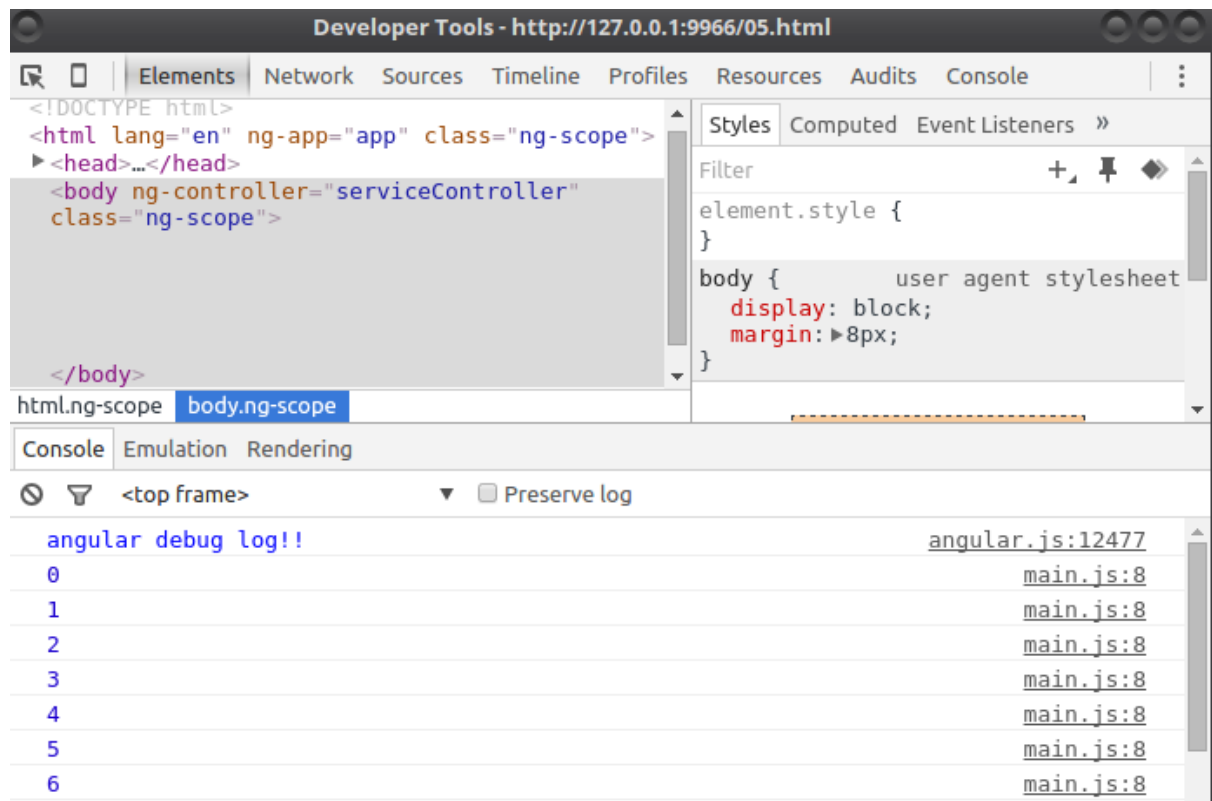 Developer Tools - http://127.0.0.1:9966/05.html
Elements Network Sources Timeline Profiles Resources Audits Console
<!DOCTYPE html>
<html lang="en" ng-app="app" class="ng-scope">
▶<head>…</head>
<body ng-controller="serviceController"
class="ng-scope">
</body>
html.ng-scope body.ng-scope
Styles Computed Event Listeners »
Filter
element.style {
}
body { user agent stylesheet
display: block;
margin:▶8px;
}
Console Emulation Rendering
<top frame> ▼ Preserve log
angular debug log!! angular.js:12477
0 main.js:8
1 main.js:8
2 main.js:8
3 main.js:8
4 main.js:8
5 main.js:8
6 main.js:8